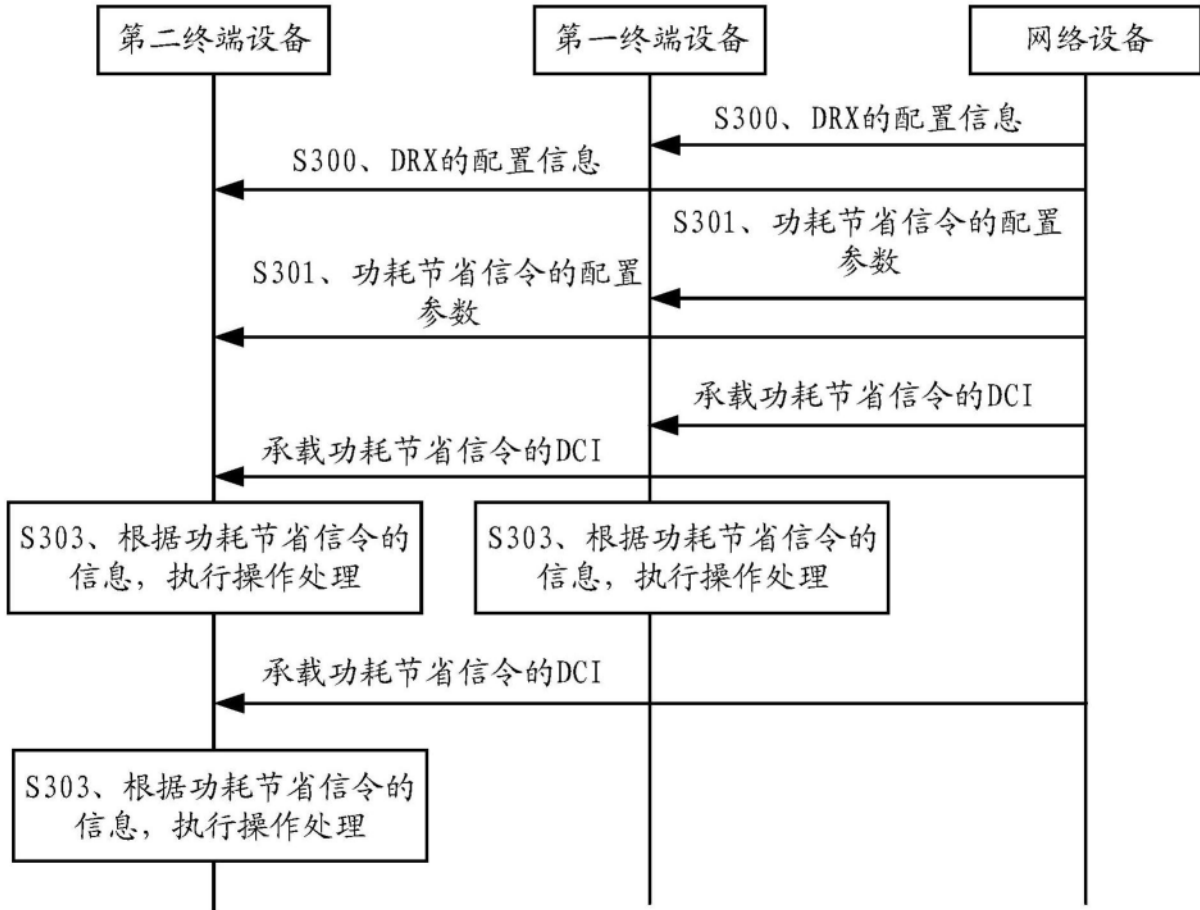 第二终端设备
第一终端设备
网络设备
S300、DRX的配置信息
S300、DRX的配置信息
S301、功耗节省信令的配置
参数
S301、功耗节省信令的配置
参数
承载功耗节省信令的DCI
承载功耗节省信令的DCI
S303、根据功耗节省信令的
信息，执行操作处理
S303、根据功耗节省信令的
信息，执行操作处理
承载功耗节省信令的DCI
S303、根据功耗节省信令的
信息，执行操作处理